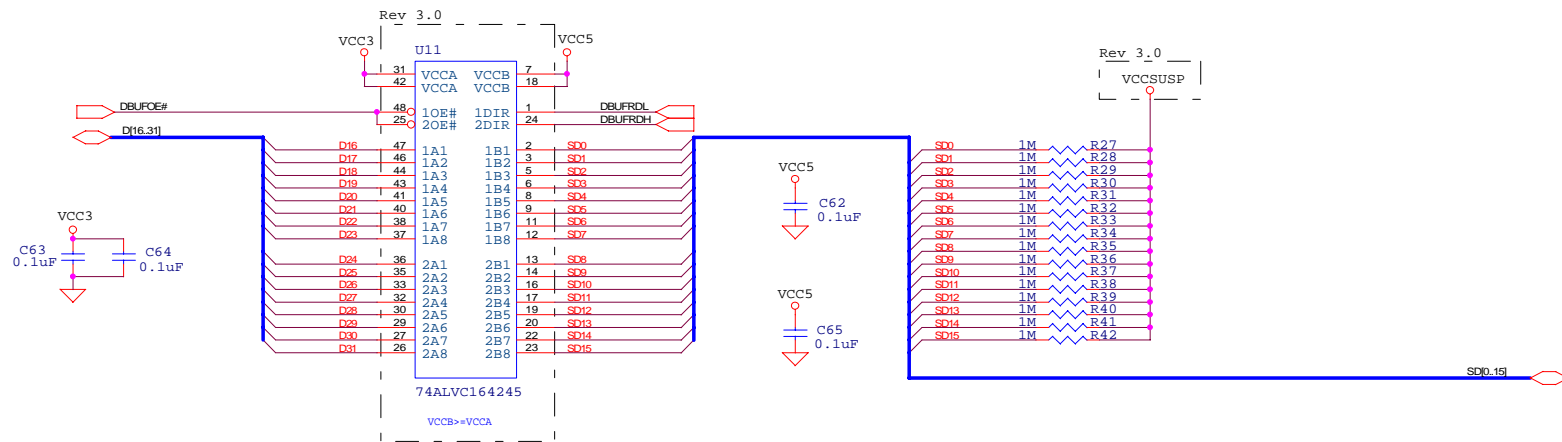 Rev 3.0
VCC3 VCC5
U11
31 VCCA VCCB 7
42 VCCA VCCB 18
DBUFOE# 48 1OE# 1DIR 1 DBUFRDL
25 2OE# 2DIR 24 DBUFRDH
D[16..31]
D16 47 1A1 1B1 2 SD0
D17 46 1A2 1B2 3 SD1
D18 44 1A3 1B3 5 SD2
D19 43 1A4 1B4 6 SD3
D20 41 1A5 1B5 8 SD4
D21 40 1A6 1B6 9 SD5
D22 38 1A7 1B7 11 SD6
D23 37 1A8 1B8 12 SD7
D24 36 2A1 2B1 13 SD8
D25 35 2A2 2B2 14 SD9
D26 33 2A3 2B3 16 SD10
D27 32 2A4 2B4 17 SD11
D28 30 2A5 2B5 19 SD12
D29 29 2A6 2B6 20 SD13
D30 27 2A7 2B7 22 SD14
D31 26 2A8 2B8 23 SD15
74ALVC164245
VCCB>=VCCA
VCC3
C63
0.1uF
C64
0.1uF
VCC5
C62
0.1uF
VCC5
C65
0.1uF
Rev 3.0
VCCSUSP
SD0 1M R27
SD1 1M R28
SD2 1M R29
SD3 1M R30
SD4 1M R31
SD5 1M R32
SD6 1M R33
SD7 1M R34
SD8 1M R35
SD9 1M R36
SD10 1M R37
SD11 1M R38
SD12 1M R39
SD13 1M R40
SD14 1M R41
SD15 1M R42
SD[0..15]